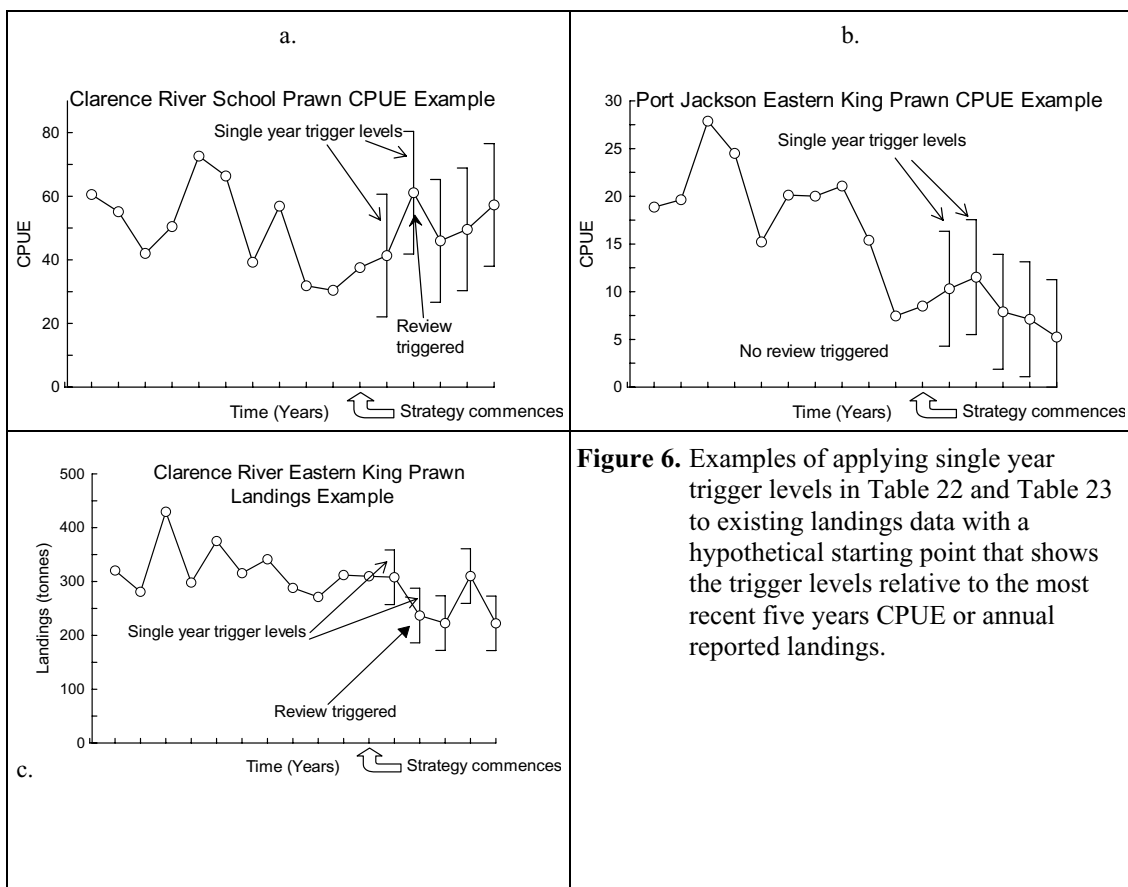 a.
Clarence River School Prawn CPUE Example
80
60
40
20
0
CPUE
Single year trigger levels
Review
triggered
Time (Years)
Strategy commences
b.
Port Jackson Eastern King Prawn CPUE Example
30
25
20
15
10
5
0
CPUE
Single year trigger levels
No review triggered
Time (Years)
Strategy commences
c.
Clarence River Eastern King Prawn
Landings Example
500
400
300
200
100
0
Landings (tonnes)
Single year trigger levels
Review triggered
Time (Years)
Strategy commences
Figure 6. Examples of applying single year
trigger levels in Table 22 and Table 23
to existing landings data with a
hypothetical starting point that shows
the trigger levels relative to the most
recent five years CPUE or annual
reported landings.